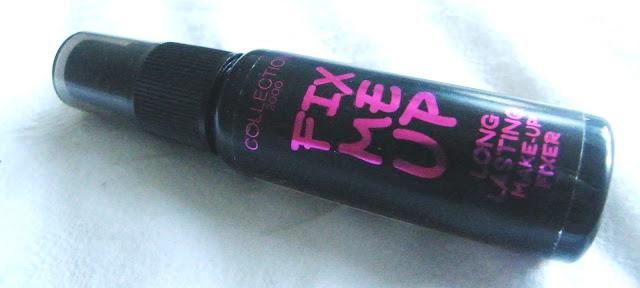 COLLECTION
2000
FIX
ME
UP
LONG
LASTING
MAKE-UP
FIXER